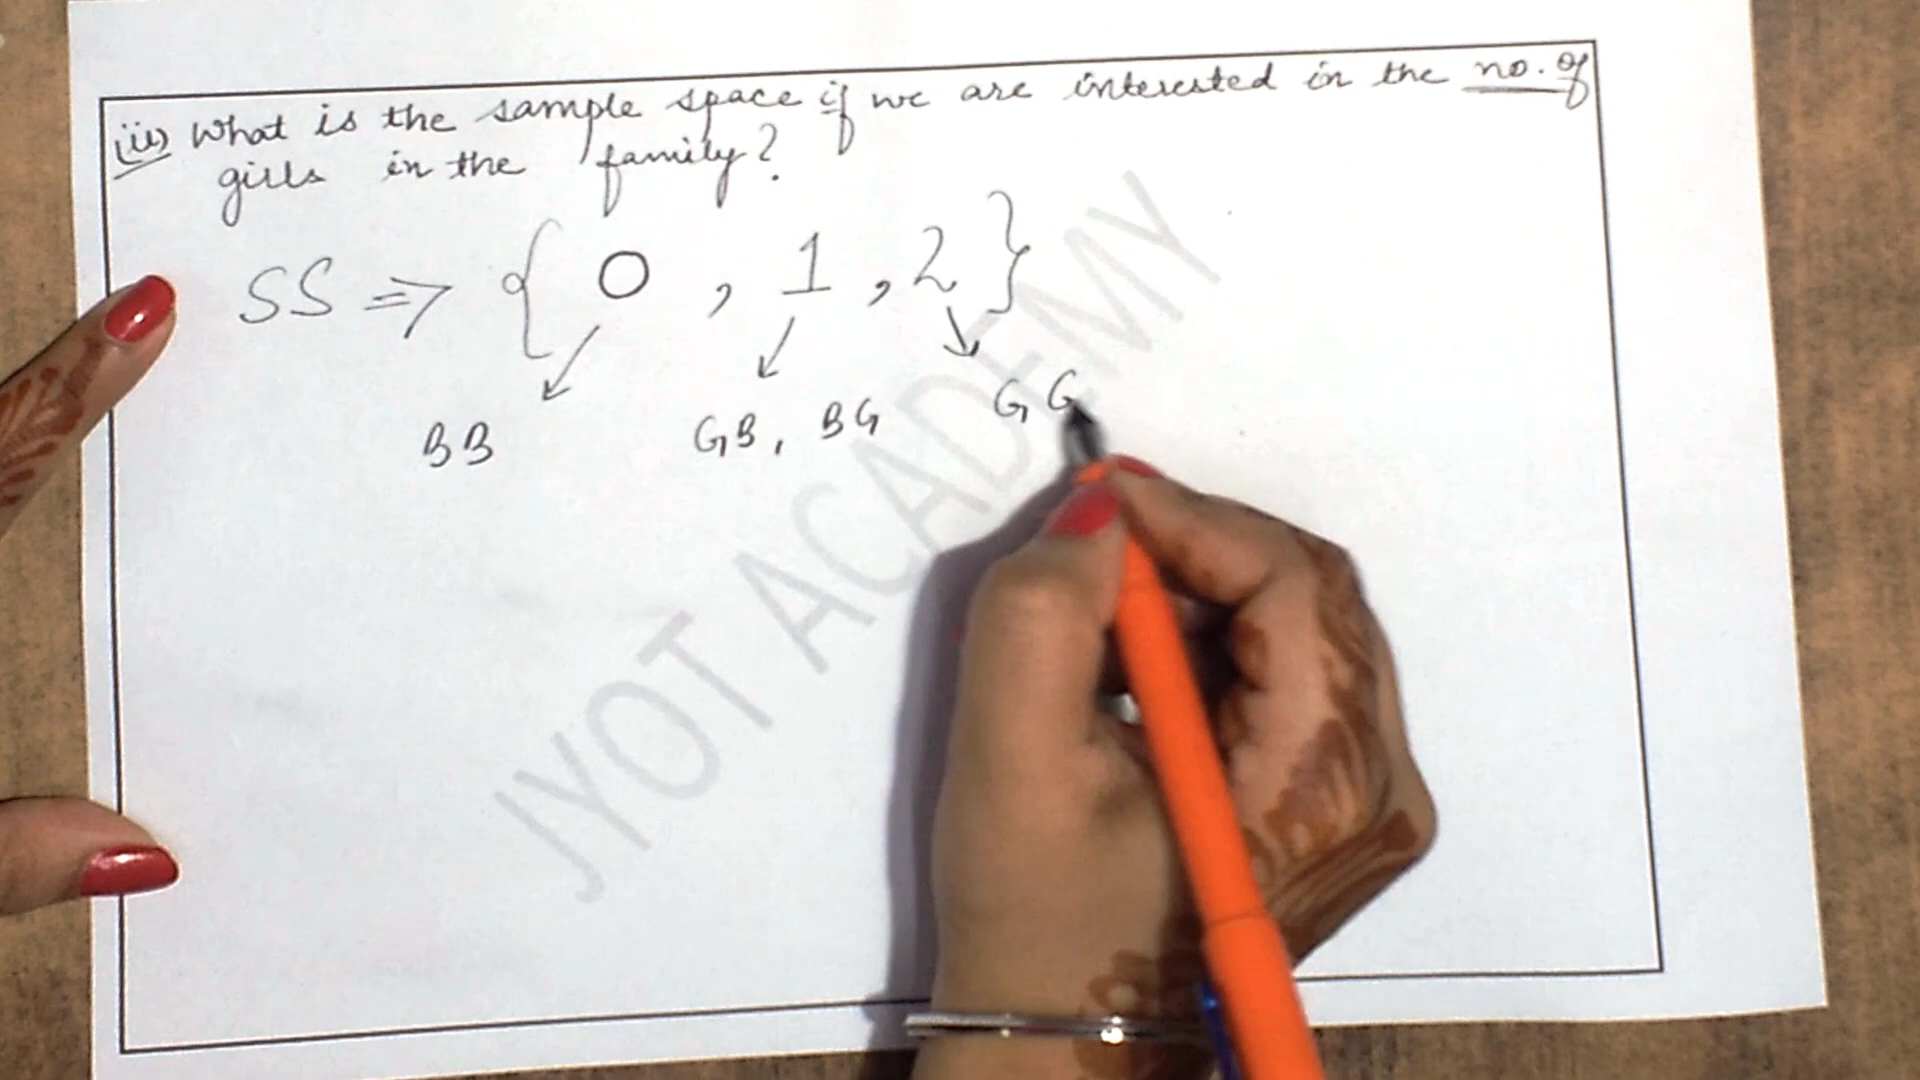 (ii) What is the sample space if we are interested in the no. of
girls in the family?
SS => { 0 , 1 , 2 }
BB GB, BG GG
JYOT ACADEMY